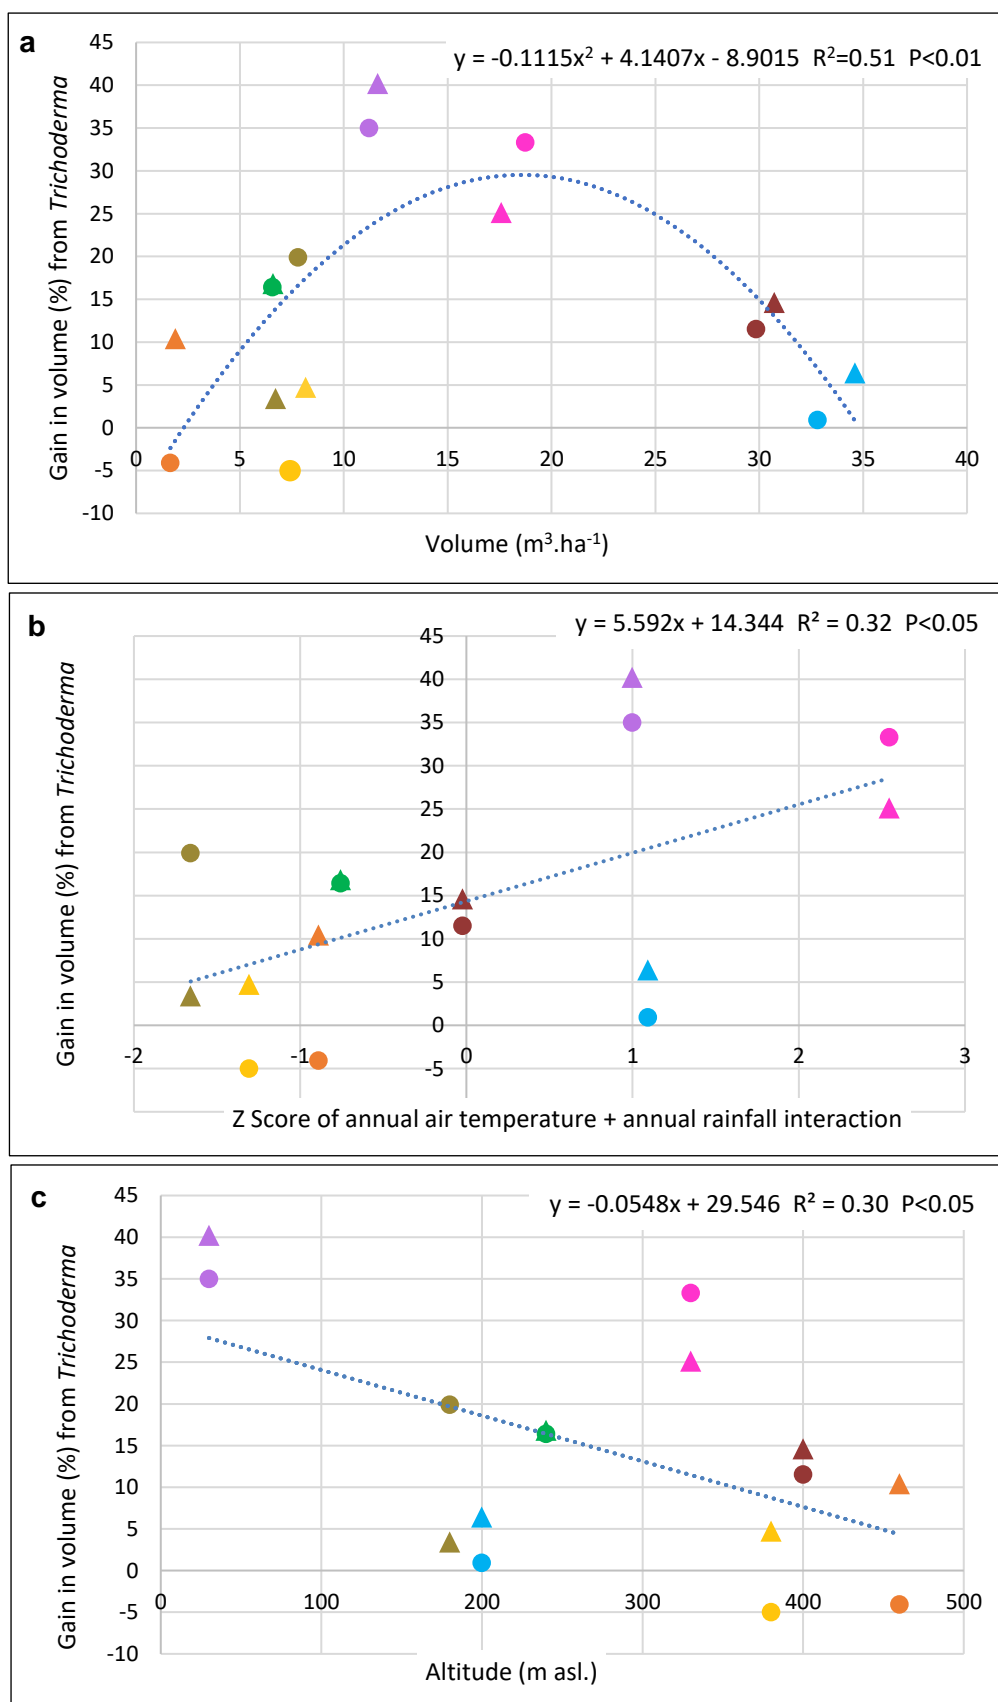 a
y = -0.1115x² + 4.1407x - 8.9015 R²=0.51 P<0.01
Gain in volume (%) from Trichoderma
45
40
35
30
25
20
15
10
5
0
-5
-10
0 5 10 15 20 25 30 35 40
Volume (m³.ha⁻¹)
b
y = 5.592x + 14.344 R² = 0.32 P<0.05
Gain in volume (%) from Trichoderma
45
40
35
30
25
20
15
10
5
0
-5
-2 -1 0 1 2 3
Z Score of annual air temperature + annual rainfall interaction
c
y = -0.0548x + 29.546 R² = 0.30 P<0.05
Gain in volume (%) from Trichoderma
45
40
35
30
25
20
15
10
5
0
-5
-10
0 100 200 300 400 500
Altitude (m asl.)